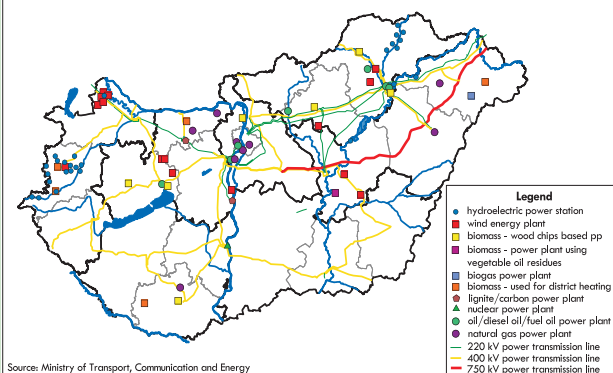 Legend
hydroelectric power station
wind energy plant
biomass - wood chips based pp
biomass - power plant using
vegetable oil residues
biogas power plant
biomass - used for district heating
lignite/carbon power plant
nuclear power plant
oil/diesel oil/fuel oil power plant
natural gas power plant
220 kV power transmission line
400 kV power transmission line
750 kV power transmission line
Source: Ministry of Transport, Communication and Energy